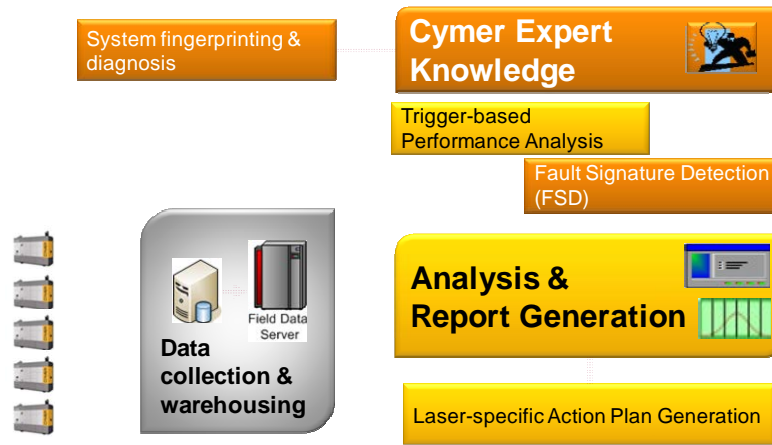 System fingerprinting &
diagnosis
Cymer Expert
Knowledge
Trigger-based
Performance Analysis
Fault Signature Detection
(FSD)
Field Data
Server
Data
collection &
warehousing
Analysis &
Report Generation
Laser-specific Action Plan Generation